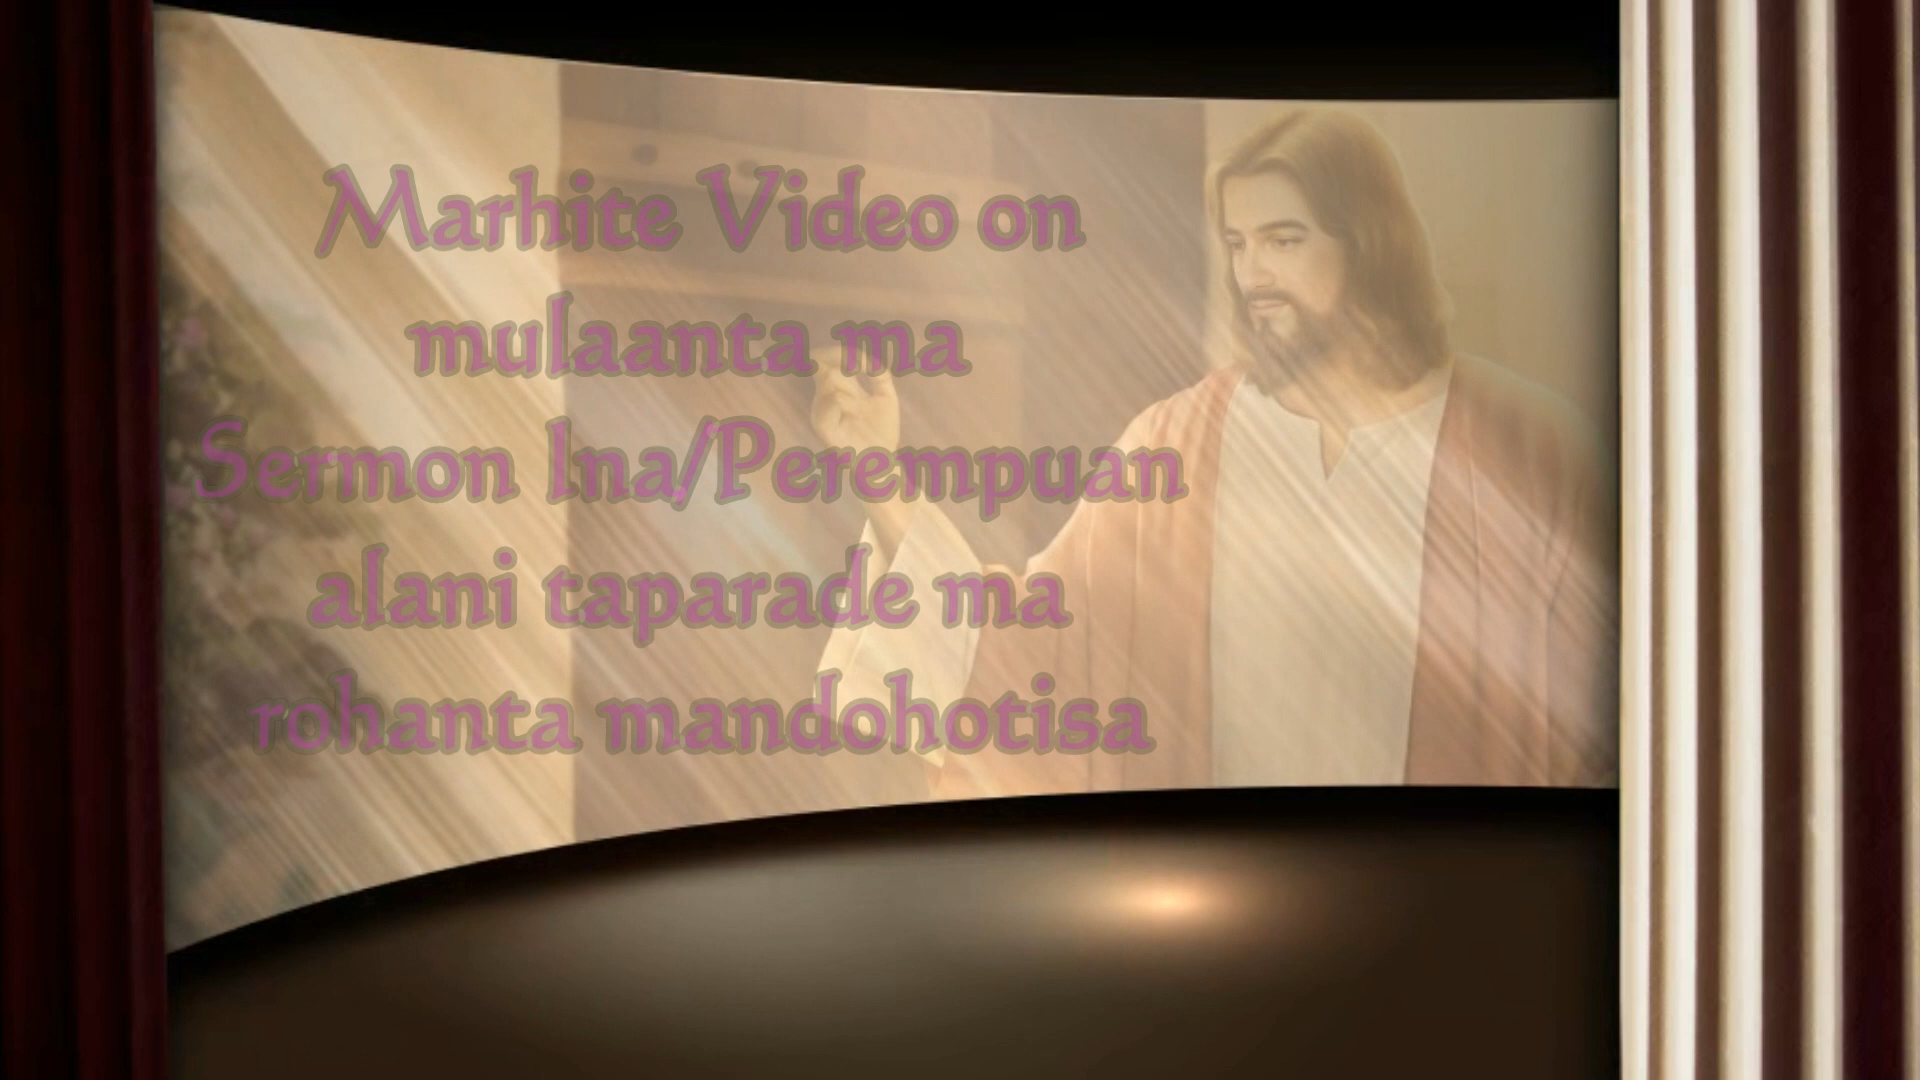 Marhite Video on
mulaanta ma
Sermon Ina/Perempuan
alani taparade ma
rohanta mandohotisa